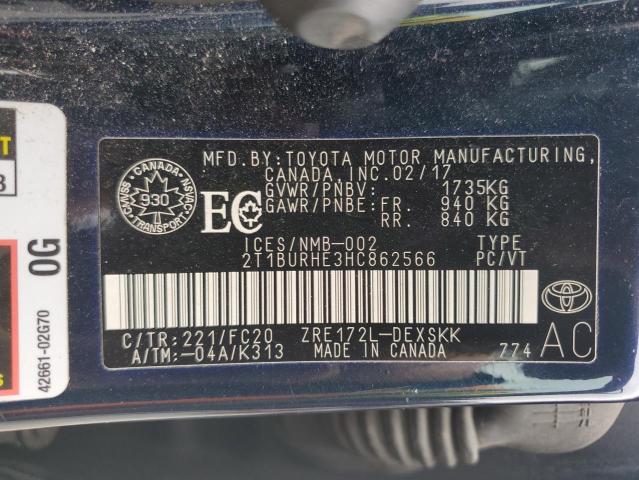 MFD.BY:TOYOTA MOTOR MANUFACTURING,
CANADA, INC.02/17
GVWR/PNBV: 1735KG
GAWR/PNBE:FR. 940 KG
RR. 840 KG
CANADA
CMVSS NSVAC
930
TRANSPORT
EC
ICES/NMB-002 TYPE
2T1BURHE3HC862566 PC/VT
C/TR:221/FC20 ZRE172L-DEXSKK
A/TM:-04A/K313 MADE IN CANADA 774
AC
0G
42661-02G70